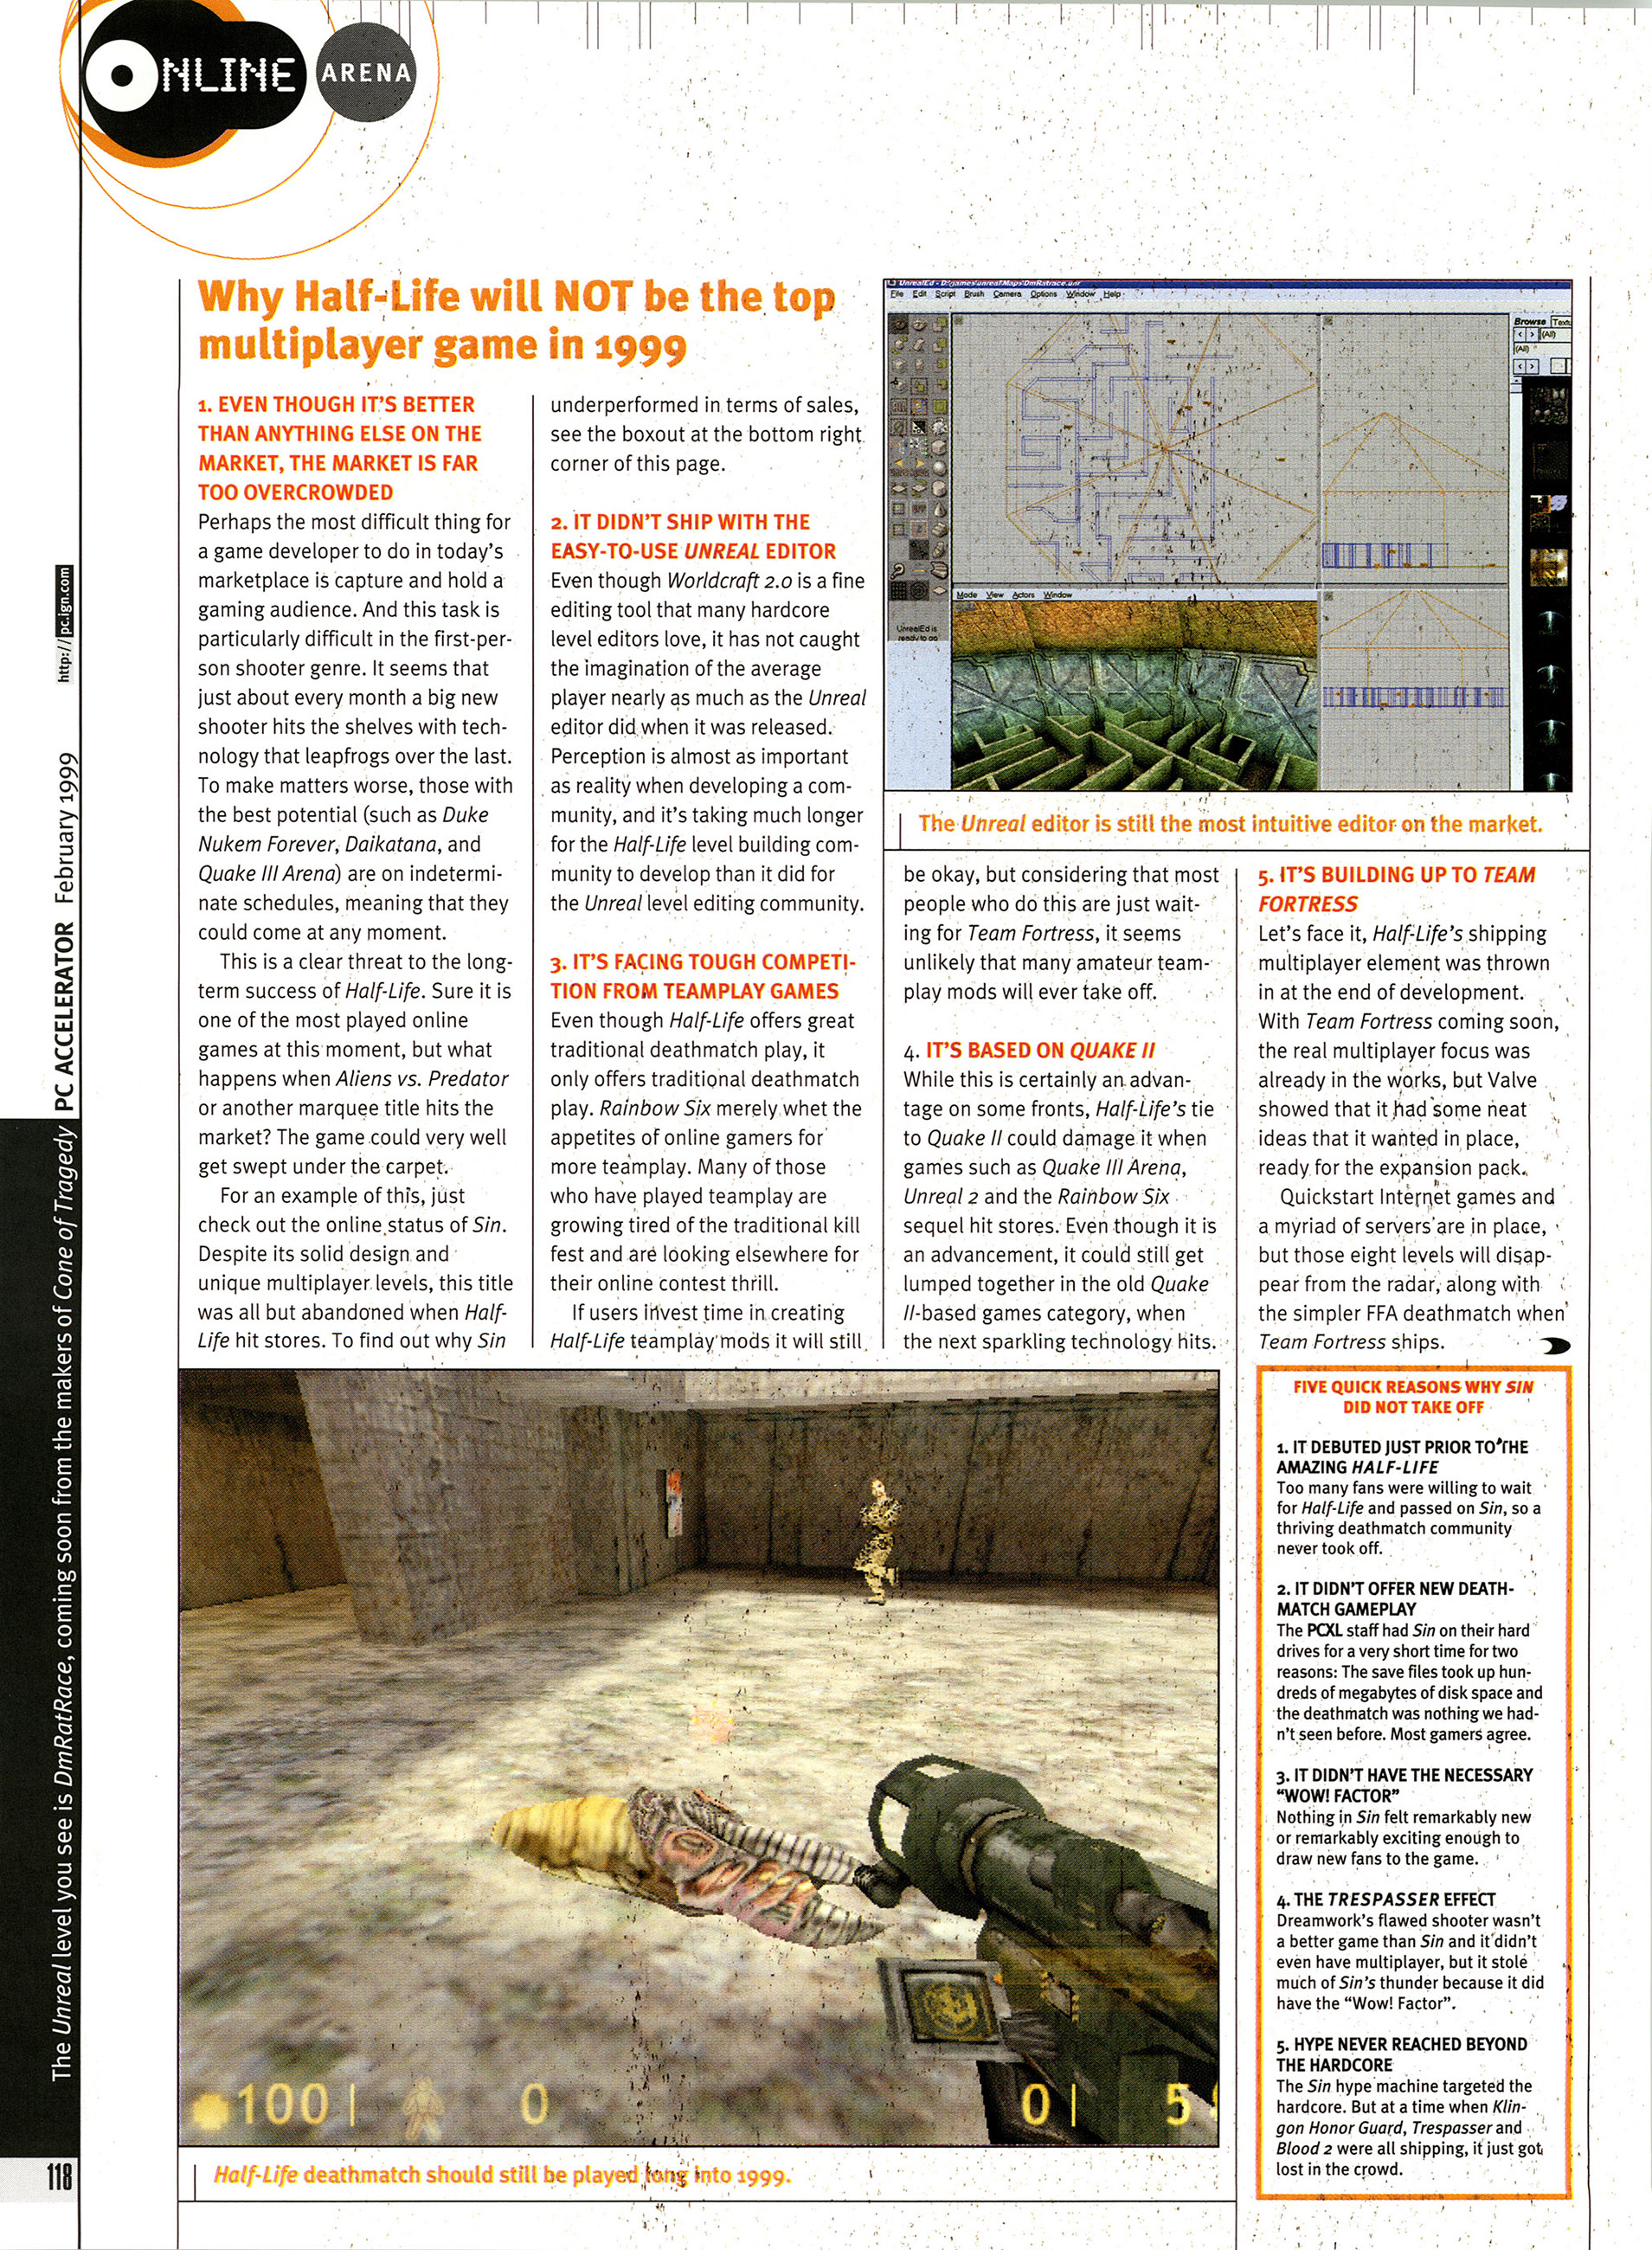 ONLINE ARENA
Why Half-Life will NOT be the top
multiplayer game in 1999
1. EVEN THOUGH IT'S BETTER
THAN ANYTHING ELSE ON THE
MARKET, THE MARKET IS FAR
TOO OVERCROWDED
Perhaps the most difficult thing for
a game developer to do in today's
marketplace is capture and hold a
gaming audience. And this task is
particularly difficult in the first-per-
son shooter genre. It seems that
just about every month a big new
shooter hits the shelves with tech-
nology that leapfrogs over the last.
To make matters worse, those with
the best potential (such as Duke
Nukem Forever, Daikatana, and
Quake III Arena) are on indetermi-
nate schedules, meaning that they
could come at any moment.
This is a clear threat to the long-
term success of Half-Life. Sure it is
one of the most played online
games at this moment, but what
happens when Aliens vs. Predator
or another marquee title hits the
market? The game could very well
get swept under the carpet.
For an example of this, just
check out the online status of Sin.
Despite its solid design and
unique multiplayer levels, this title
was all but abandoned when Half-
Life hit stores. To find out why Sin
underperformed in terms of sales,
see the boxout at the bottom right
corner of this page.
2. IT DIDN'T SHIP WITH THE
EASY-TO-USE UNREAL EDITOR
Even though Worldcraft 2.0 is a fine
editing tool that many hardcore
level editors love, it has not caught
the imagination of the average
player nearly as much as the Unreal
editor did when it was released.
Perception is almost as important
as reality when developing a com-
munity, and it's taking much longer
for the Half-Life level building com-
munity to develop than it did for
the Unreal level editing community.
3. IT'S FACING TOUGH COMPETI-
TION FROM TEAMPLAY GAMES
Even though Half-Life offers great
traditional deathmatch play, it
only offers traditional deathmatch
play. Rainbow Six merely whet the
appetites of online gamers for
more teamplay. Many of those
who have played teamplay are
growing tired of the traditional kill
fest and are looking elsewhere for
their online contest thrill.
If users invest time in creating
Half-Life teamplay mods it will still
UnrealEd - D:\games\unreal\Maps\DmRatrace.unr
File Edit Script Brush Camera Options Window Help
Browse Textu
(All)
(All)
Mode View Actors Window
UnrealEd is
ready to go
The Unreal editor is still the most intuitive editor on the market.
be okay, but considering that most
people who do this are just wait-
ing for Team Fortress, it seems
unlikely that many amateur team-
play mods will ever take off.
4. IT'S BASED ON QUAKE II
While this is certainly an advan-
tage on some fronts, Half-Life's tie
to Quake II could damage it when
games such as Quake III Arena,
Unreal 2 and the Rainbow Six
sequel hit stores. Even though it is
an advancement, it could still get
lumped together in the old Quake
II-based games category, when
the next sparkling technology hits.
5. IT'S BUILDING UP TO TEAM
FORTRESS
Let's face it, Half-Life's shipping
multiplayer element was thrown
in at the end of development.
With Team Fortress coming soon,
the real multiplayer focus was
already in the works, but Valve
showed that it had some neat
ideas that it wanted in place,
ready for the expansion pack.
Quickstart Internet games and
a myriad of servers are in place,
but those eight levels will disap-
pear from the radar, along with
the simpler FFA deathmatch when
Team Fortress ships.
100 | 0 0 | 5
Half-Life deathmatch should still be played long into 1999.
FIVE QUICK REASONS WHY SIN
DID NOT TAKE OFF
1. IT DEBUTED JUST PRIOR TO THE
AMAZING HALF-LIFE
Too many fans were willing to wait
for Half-Life and passed on Sin, so a
thriving deathmatch community
never took off.
2. IT DIDN'T OFFER NEW DEATH-
MATCH GAMEPLAY
The PCXL staff had Sin on their hard
drives for a very short time for two
reasons: The save files took up hun-
dreds of megabytes of disk space and
the deathmatch was nothing we had-
n't seen before. Most gamers agree.
3. IT DIDN'T HAVE THE NECESSARY
"WOW! FACTOR"
Nothing in Sin felt remarkably new
or remarkably exciting enough to
draw new fans to the game.
4. THE TRESPASSER EFFECT
Dreamwork's flawed shooter wasn't
a better game than Sin and it didn't
even have multiplayer, but it stole
much of Sin's thunder because it did
have the "Wow! Factor".
5. HYPE NEVER REACHED BEYOND
THE HARDCORE
The Sin hype machine targeted the
hardcore. But at a time when Klin-
gon Honor Guard, Trespasser and
Blood 2 were all shipping, it just got
lost in the crowd.
http://pc.ign.com
PC ACCELERATOR February 1999
The Unreal level you see is DmRatRace, coming soon from the makers of Cone of Tragedy
118